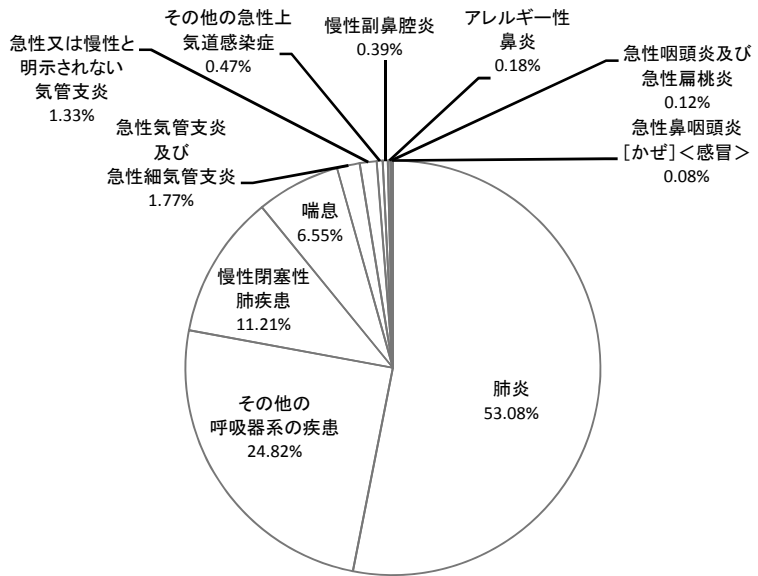 急性又は慢性と
明示されない
気管支炎
1.33%
その他の急性上
気道感染症
0.47%
慢性副鼻腔炎
0.39%
アレルギー性
鼻炎
0.18%
急性咽頭炎及び
急性扁桃炎
0.12%
急性鼻咽頭炎
[かぜ]<感冒>
0.08%
急性気管支炎
及び
急性細気管支炎
1.77%
喘息
6.55%
慢性閉塞性
肺疾患
11.21%
その他の
呼吸器系の疾患
24.82%
肺炎
53.08%